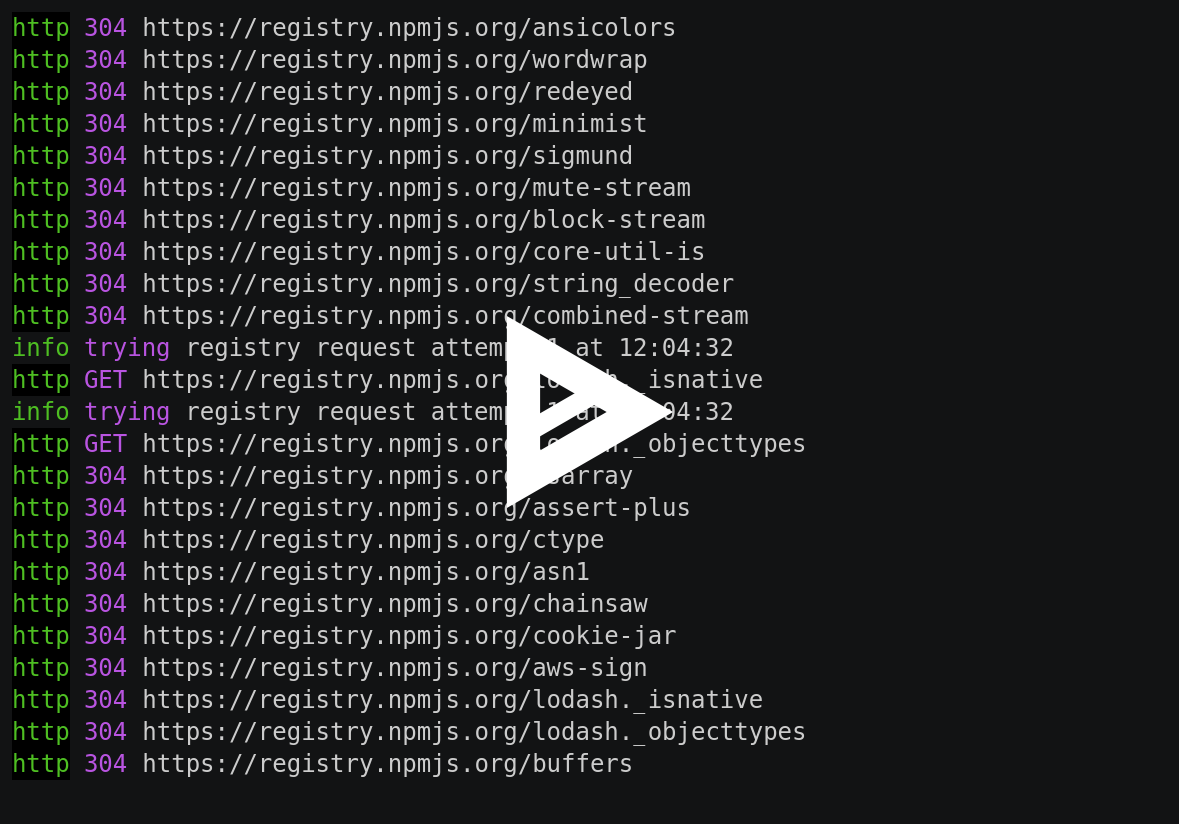 http 304 https://registry.npmjs.org/ansicolors
http 304 https://registry.npmjs.org/wordwrap
http 304 https://registry.npmjs.org/redeyed
http 304 https://registry.npmjs.org/minimist
http 304 https://registry.npmjs.org/sigmund
http 304 https://registry.npmjs.org/mute-stream
http 304 https://registry.npmjs.org/block-stream
http 304 https://registry.npmjs.org/core-util-is
http 304 https://registry.npmjs.org/string_decoder
http 304 https://registry.npmjs.org/combined-stream
info trying registry request attempt 1 at 12:04:32
http GET https://registry.npmjs.org/lodash._isnative
info trying registry request attempt 1 at 12:04:32
http GET https://registry.npmjs.org/lodash._objecttypes
http 304 https://registry.npmjs.org/isarray
http 304 https://registry.npmjs.org/assert-plus
http 304 https://registry.npmjs.org/ctype
http 304 https://registry.npmjs.org/asn1
http 304 https://registry.npmjs.org/chainsaw
http 304 https://registry.npmjs.org/cookie-jar
http 304 https://registry.npmjs.org/aws-sign
http 304 https://registry.npmjs.org/lodash._isnative
http 304 https://registry.npmjs.org/lodash._objecttypes
http 304 https://registry.npmjs.org/buffers